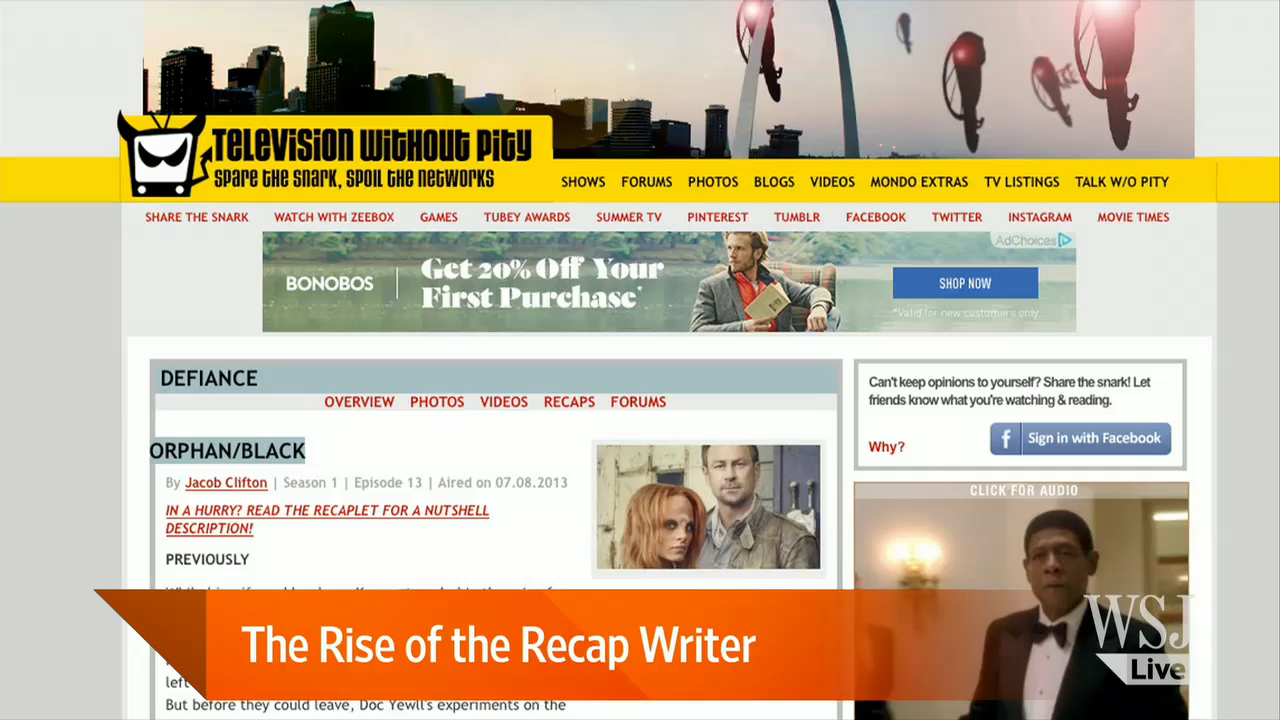 TELEVISION WITHOUT PITY
SPARE THE SNARK, SPOIL THE NETWORKS
SHOWS FORUMS PHOTOS BLOGS VIDEOS MONDO EXTRAS TV LISTINGS TALK W/O PITY
SHARE THE SNARK WATCH WITH ZEEBOX GAMES TUBEY AWARDS SUMMER TV PINTEREST TUMBLR FACEBOOK TWITTER INSTAGRAM MOVIE TIMES
AdChoices
BONOBOS
Get 20% Off Your
First Purchase*
SHOP NOW
*Valid for new customers only.
DEFIANCE
OVERVIEW PHOTOS VIDEOS RECAPS FORUMS
ORPHAN/BLACK
By Jacob Clifton | Season 1 | Episode 13 | Aired on 07.08.2013
IN A HURRY? READ THE RECAPLET FOR A NUTSHELL
DESCRIPTION!
PREVIOUSLY
Can't keep opinions to yourself? Share the snark! Let
friends know what you're watching & reading.
Why?
f Sign in with Facebook
CLICK FOR AUDIO
The Rise of the Recap Writer
WSJ
Live
left
But before they could leave, Doc Yewll's experiments on the